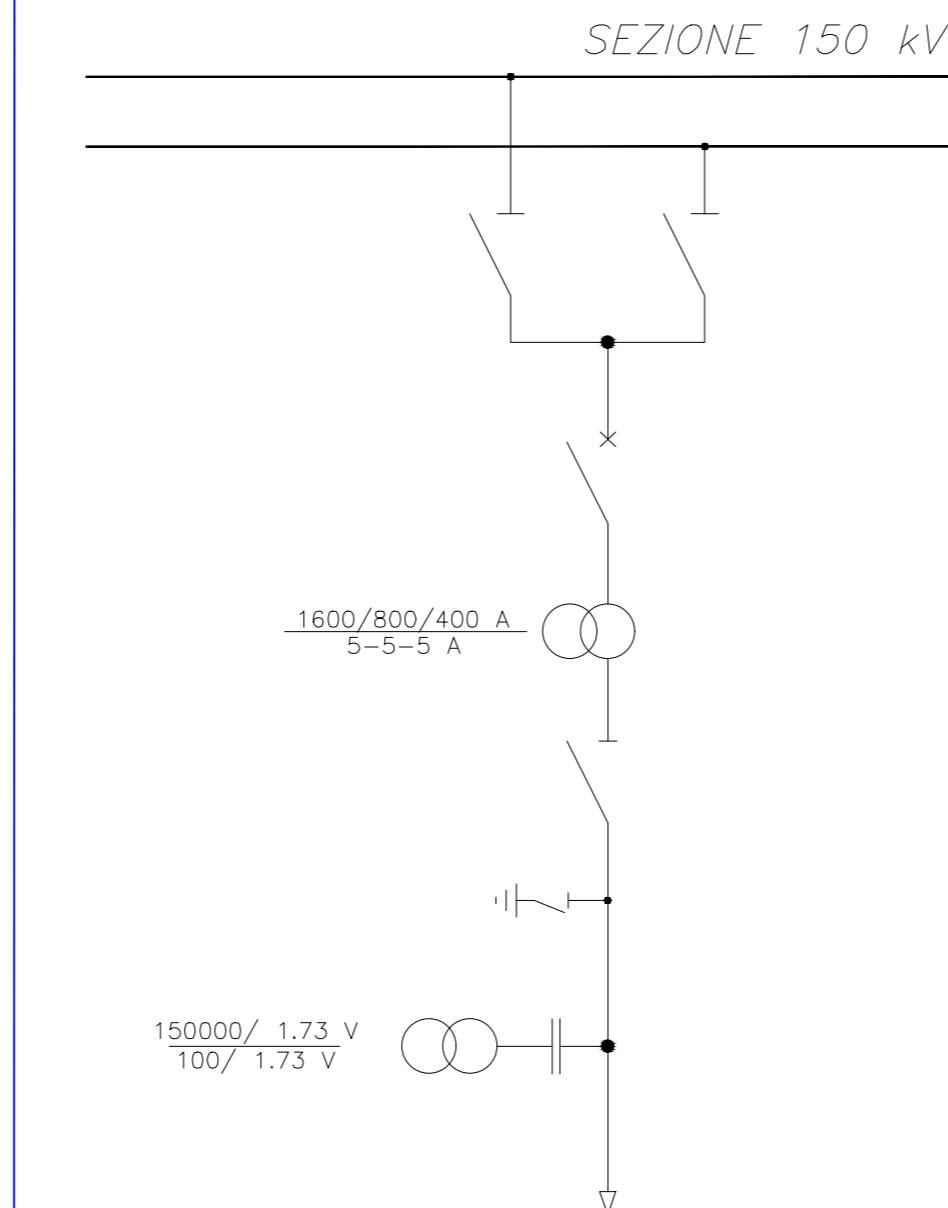 SEZIONE 150 kV
1600/800/400 A
5-5-5 A
150000/ 1.73 V
100/ 1.73 V